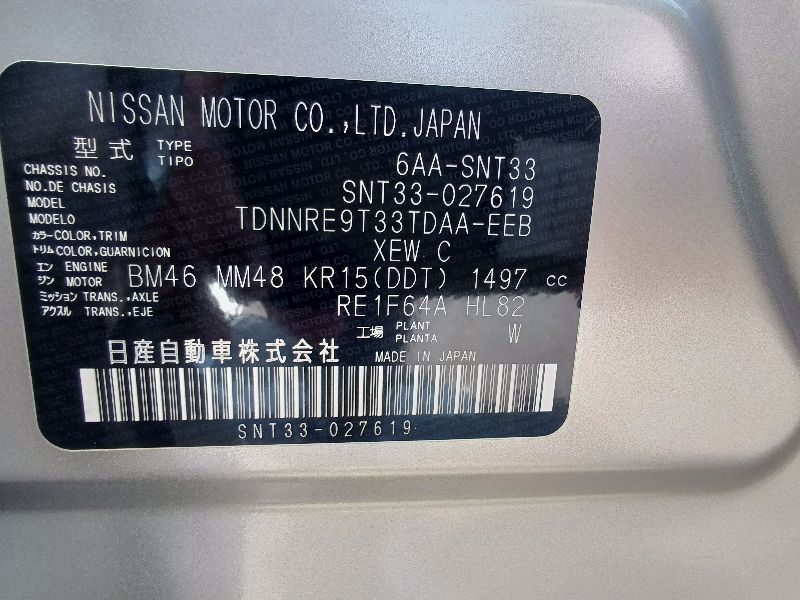 NISSAN MOTOR CO.,LTD.JAPAN
型式 TYPE TIPO 6AA-SNT33
CHASSIS NO. NO.DE CHASIS SNT33-027619
MODEL MODELO TDNNRE9T33TDAA-EEB
カラー COLOR,TRIM トリム COLOR,GUARNICION XEW C
エンジン ENGINE MOTOR BM46 MM48 KR15(DDT) 1497 cc
ミッション TRANS.,AXLE アクスル TRANS.,EJE RE1F64A HL82
工場 PLANT PLANTA W
日産自動車株式会社 MADE IN JAPAN
SNT33-027619